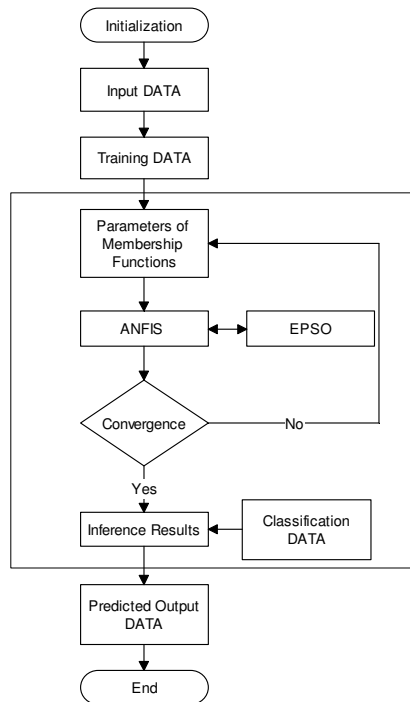 Initialization
Input DATA
Training DATA
Parameters of
Membership
Functions
ANFIS
EPSO
Convergence
No
Yes
Inference Results
Classification
DATA
Predicted Output
DATA
End